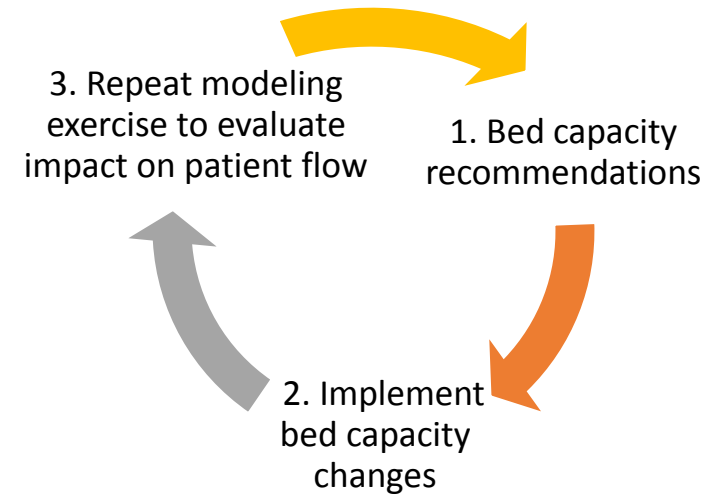 3. Repeat modeling
exercise to evaluate
impact on patient flow
1. Bed capacity
recommendations
2. Implement
bed capacity
changes